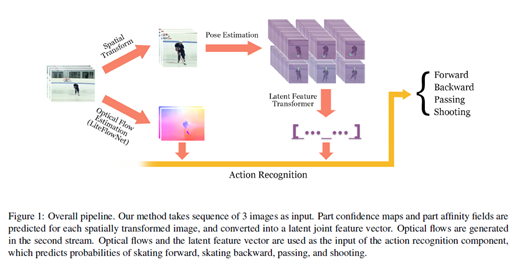 Spatial
Transform
Pose Estimation
Optical Flow
Estimation
(LiteFlowNet)
Latent Feature
Transformer
[...‗...‗...]
Forward
Backward
Passing
Shooting
Action Recognition
Figure 1: Overall pipeline. Our method takes sequence of 3 images as input. Part confidence maps and part affinity fields are
predicted for each spatially transformed image, and converted into a latent joint feature vector. Optical flows are generated
in the second stream. Optical flows and the latent feature vector are used as the input of the action recognition component,
which predicts probabilities of skating forward, skating backward, passing, and shooting.